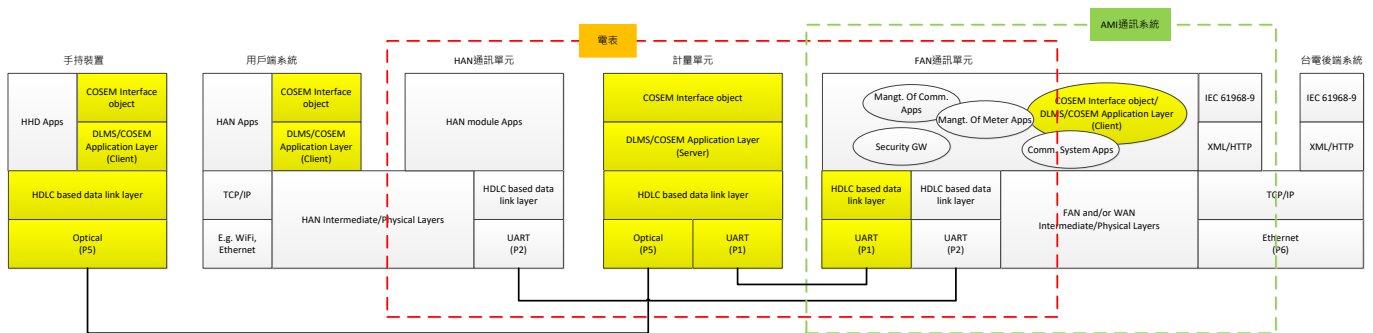 電表
AMI通訊系統
手持裝置
用戶端系統
HAN通訊單元
計量單元
FAN通訊單元
台電後端系統
HHD Apps
COSEM Interface
object
DLMS/COSEM
Application Layer
(Client)
HDLC based data link layer
Optical
(P5)
HAN Apps
COSEM Interface
object
DLMS/COSEM
Application Layer
(Client)
TCP/IP
E.g. WiFi,
Ethernet
HAN Intermediate/Physical Layers
HAN module Apps
HDLC based data
link layer
UART
(P2)
COSEM Interface object
DLMS/COSEM Application Layer
(Server)
HDLC based data link layer
Optical
(P5)
UART
(P1)
Mangt. Of Comm.
Apps
Mangt. Of Meter Apps
Security GW
COSEM Interface object/
DLMS/COSEM Application Layer
(Client)
Comm. System Apps
HDLC based data
link layer
HDLC based data
link layer
UART
(P1)
UART
(P2)
FAN and/or WAN
Intermediate/Physical Layers
IEC 61968-9
XML/HTTP
IEC 61968-9
XML/HTTP
TCP/IP
Ethernet
(P6)